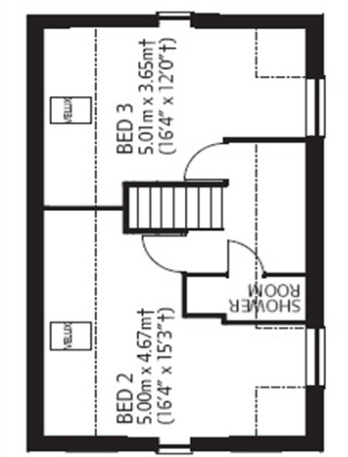 VELUX
BED 3
5.01m x 3.65m†
(16'4" x 12'0"†)
SHOWER
ROOM
VELUX
BED 2
5.00m x 4.67m†
(16'4" x 15'3"†)